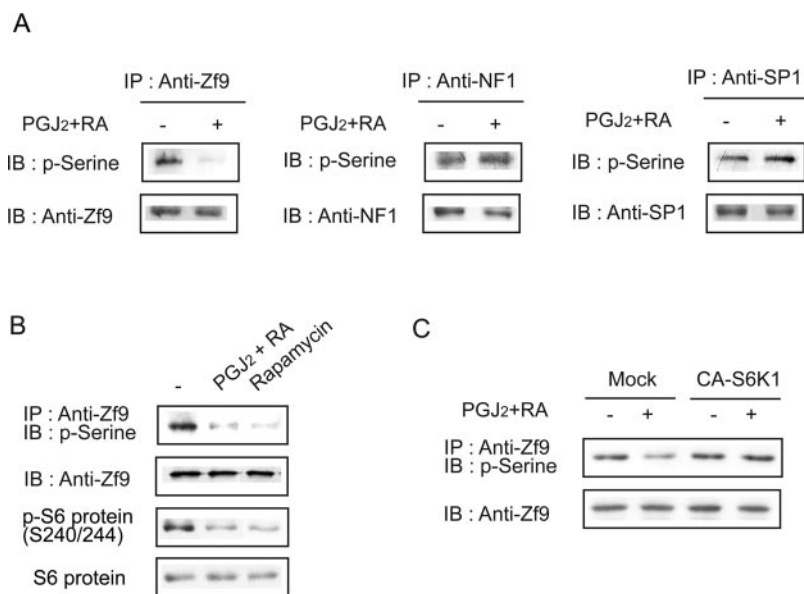 A
IP : Anti-Zf9 IP : Anti-NF1 IP : Anti-SP1
PGJ₂+RA - + PGJ₂+RA - + PGJ₂+RA - +
IB : p-Serine IB : p-Serine IB : p-Serine
IB : Anti-Zf9 IB : Anti-NF1 IB : Anti-SP1
B
- PGJ₂ + RA Rapamycin
IP : Anti-Zf9
IB : p-Serine
IB : Anti-Zf9
p-S6 protein
(S240/244)
S6 protein
C
Mock CA-S6K1
PGJ₂+RA - + - +
IP : Anti-Zf9
IB : p-Serine
IB : Anti-Zf9